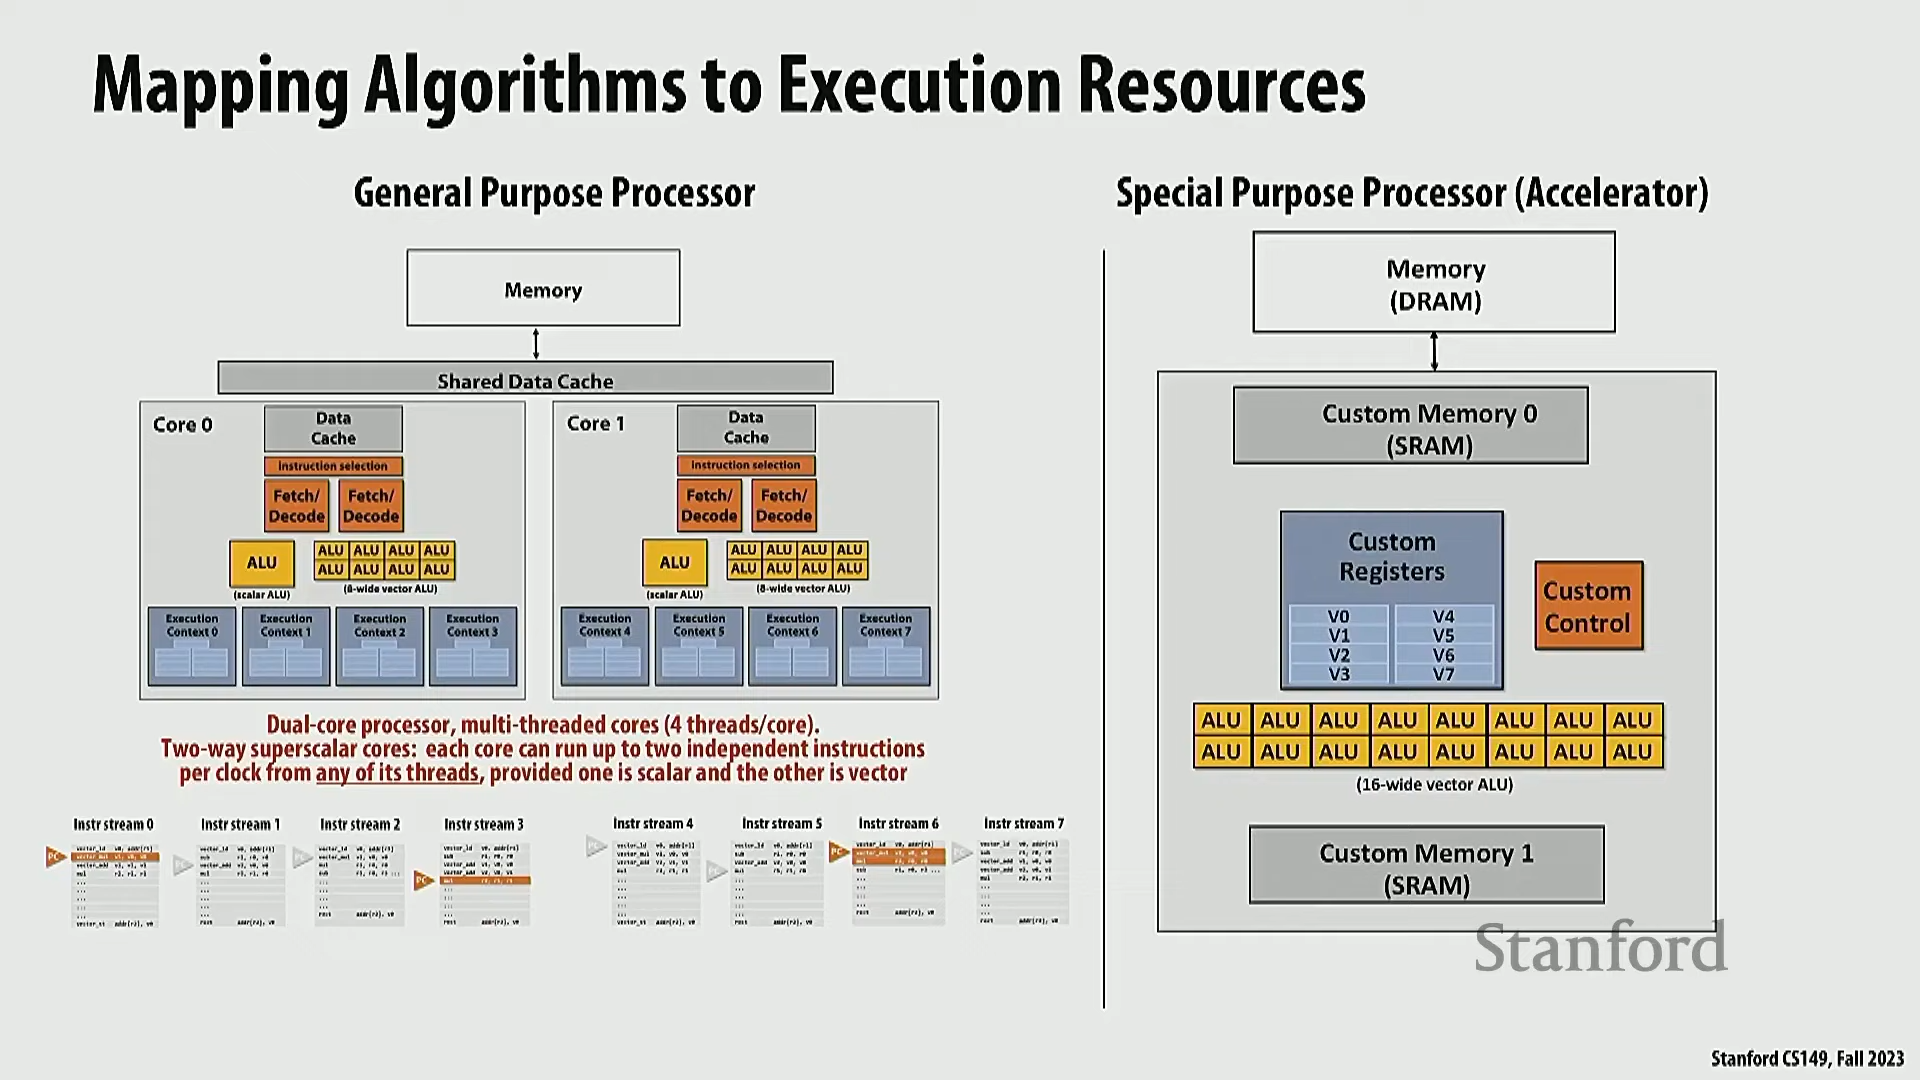 Mapping Algorithms to Execution Resources
General Purpose Processor
Memory
Shared Data Cache
Core 0
Data
Cache
Instruction selection
Fetch/ Fetch/
Decode Decode
ALU
ALU ALU ALU ALU
ALU ALU ALU ALU
(scalar ALU)
(8-wide vector ALU)
Execution Execution Execution Execution
Context 0 Context 1 Context 2 Context 3
Core 1
Data
Cache
Instruction selection
Fetch/ Fetch/
Decode Decode
ALU
ALU ALU ALU ALU
ALU ALU ALU ALU
(scalar ALU)
(8-wide vector ALU)
Execution Execution Execution Execution
Context 4 Context 5 Context 6 Context 7
Dual-core processor, multi-threaded cores (4 threads/core).
Two-way superscalar cores: each core can run up to two independent instructions
per clock from any of its threads, provided one is scalar and the other is vector
Instr stream 0
Instr stream 1
Instr stream 2
Instr stream 3
Instr stream 4
Instr stream 5
Instr stream 6
Instr stream 7
Special Purpose Processor (Accelerator)
Memory
(DRAM)
Custom Memory 0
(SRAM)
Custom
Registers
V0 V4
V1 V5
V2 V6
V3 V7
Custom
Control
ALU ALU ALU ALU ALU ALU ALU ALU
ALU ALU ALU ALU ALU ALU ALU ALU
(16-wide vector ALU)
Custom Memory 1
(SRAM)
Stanford
Stanford CS149, Fall 2023